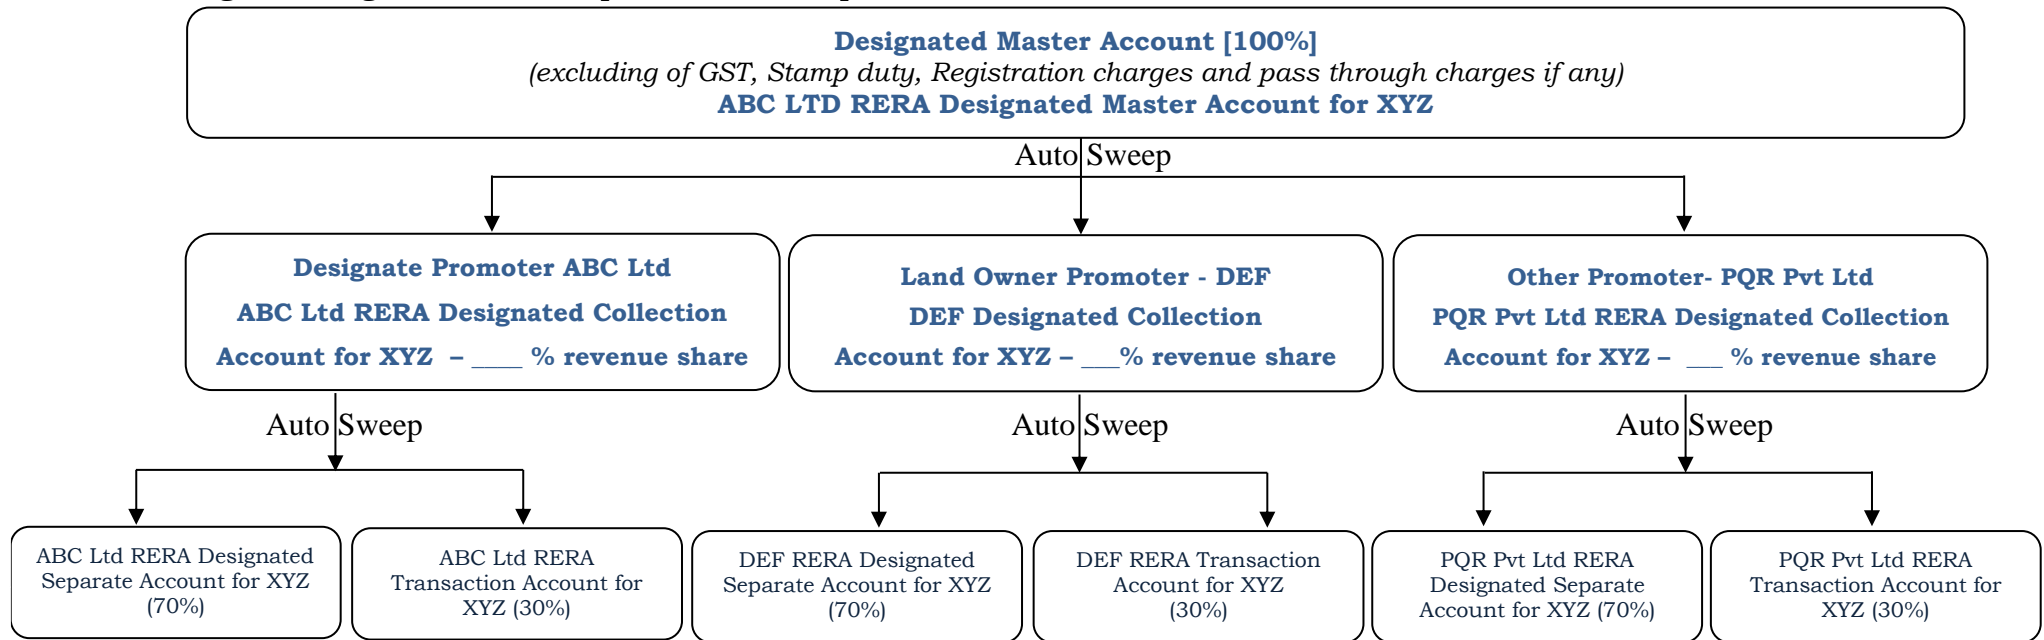 Designated Master Account [100%]
(excluding of GST, Stamp duty, Registration charges and pass through charges if any)
ABC LTD RERA Designated Master Account for XYZ
Auto Sweep
Designate Promoter ABC Ltd
ABC Ltd RERA Designated Collection
Account for XYZ – ____ % revenue share
Land Owner Promoter - DEF
DEF Designated Collection
Account for XYZ – ___% revenue share
Other Promoter- PQR Pvt Ltd
PQR Pvt Ltd RERA Designated Collection
Account for XYZ – ___ % revenue share
Auto Sweep
Auto Sweep
Auto Sweep
ABC Ltd RERA Designated
Separate Account for XYZ
(70%)
ABC Ltd RERA
Transaction Account for
XYZ (30%)
DEF RERA Designated
Separate Account for XYZ
(70%)
DEF RERA Transaction
Account for XYZ
(30%)
PQR Pvt Ltd RERA
Designated Separate
Account for XYZ (70%)
PQR Pvt Ltd RERA
Transaction Account for
XYZ (30%)